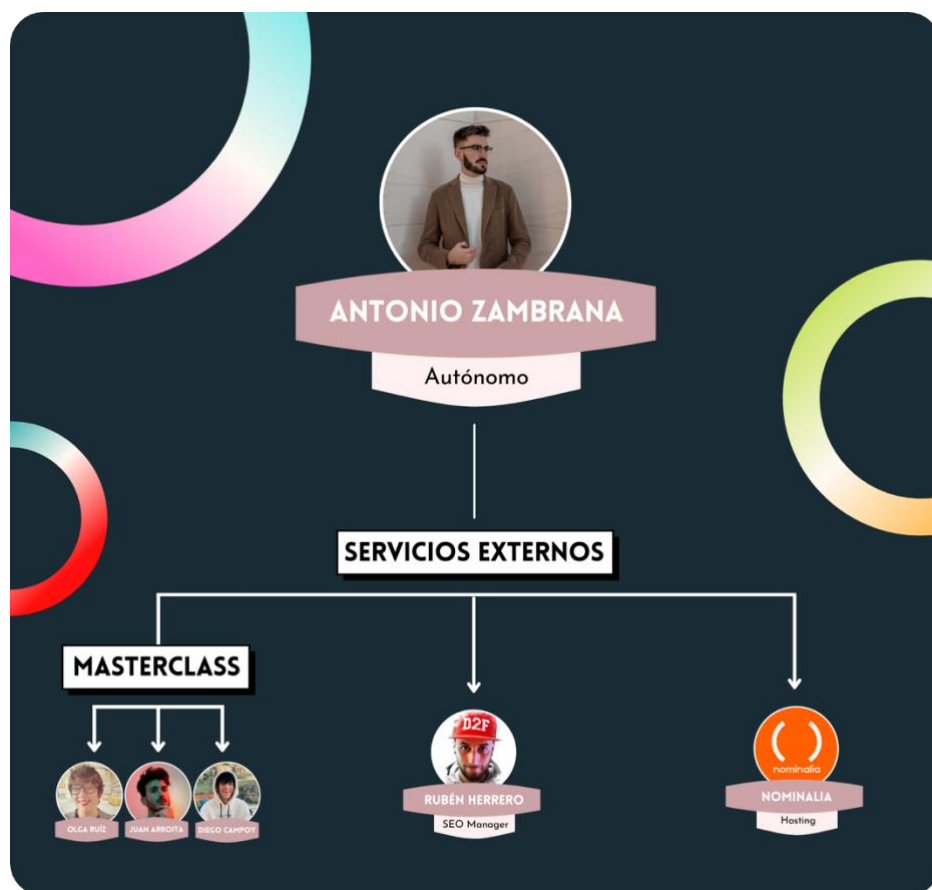 ANTONIO ZAMBRANA
Autónomo
SERVICIOS EXTERNOS
MASTERCLASS
OLGA RUÍZ
JUAN ARROITA
DIEGO CAMPOY
D2F
RUBÉN HERRERO
SEO Manager
nominalia
NOMINALIA
Hosting